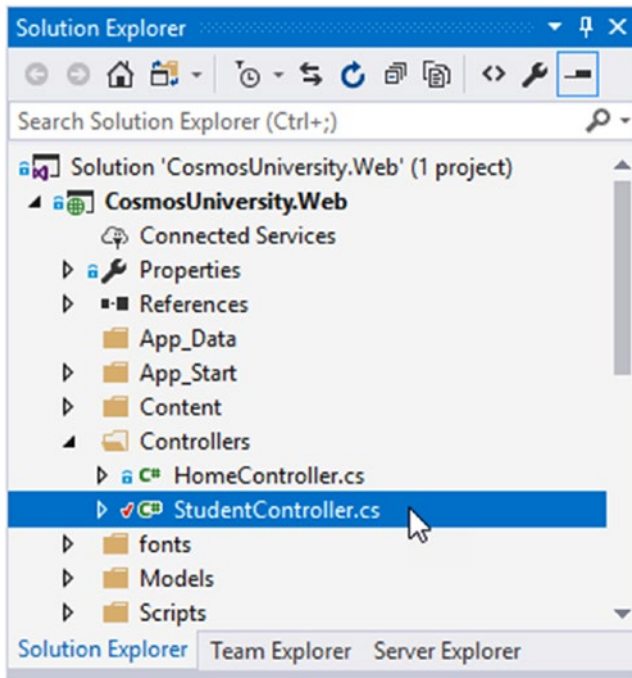 Solution Explorer
Search Solution Explorer (Ctrl+;)
Solution 'CosmosUniversity.Web' (1 project)
CosmosUniversity.Web
Connected Services
Properties
References
App_Data
App_Start
Content
Controllers
C# HomeController.cs
C# StudentController.cs
fonts
Models
Scripts
Solution Explorer Team Explorer Server Explorer